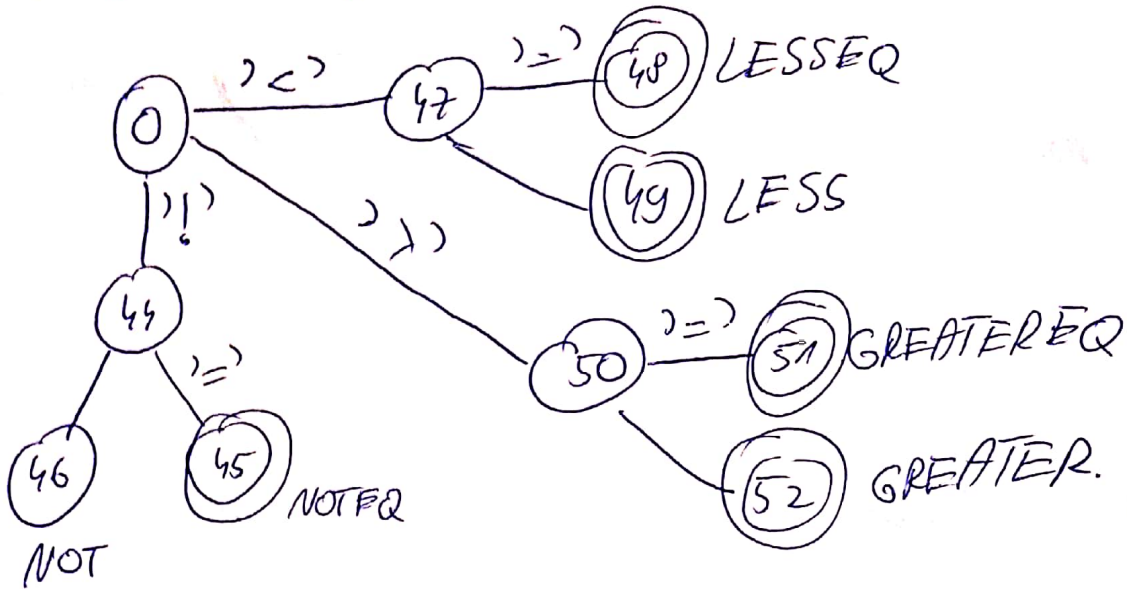 '<'
47
'='
48
LESSEQ
0
49
LESS
'!'
'>'
44
50
'='
51
GREATEREQ
'='
46
45
NOTEQ
52
GREATER.
NOT